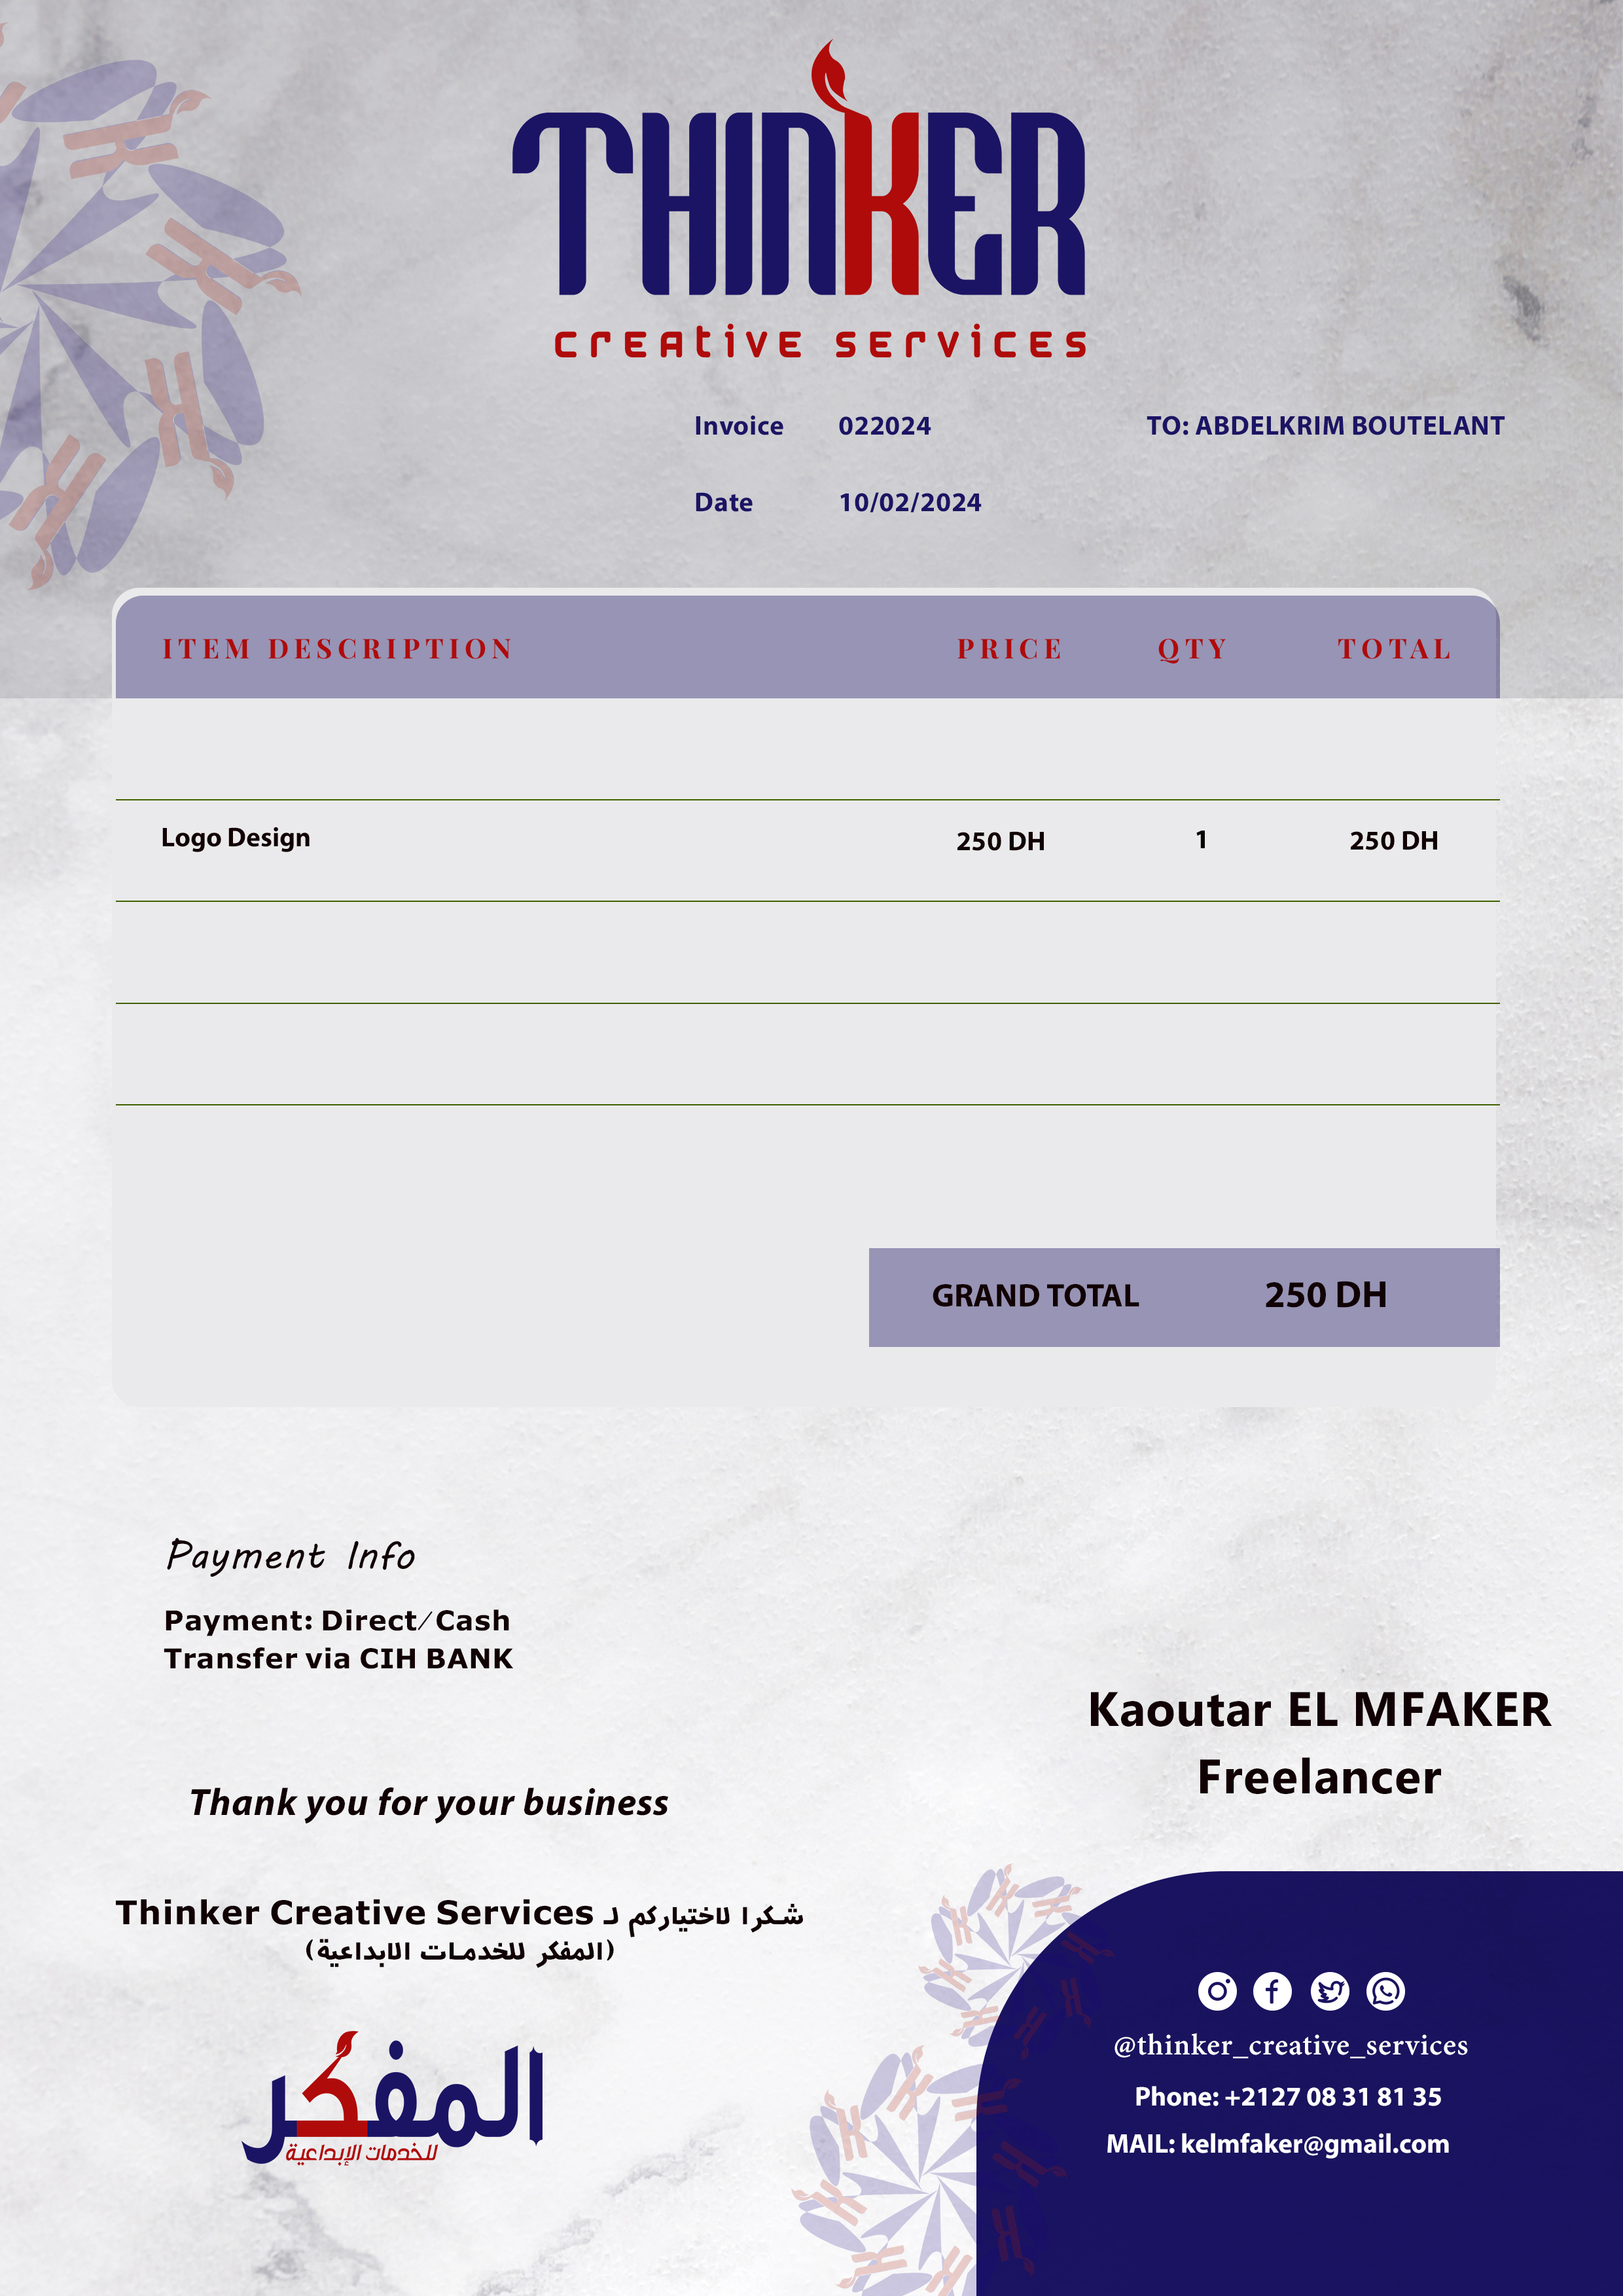 THINKER
CREATIVE SERVICES
Invoice 022024 TO: ABDELKRIM BOUTELANT
Date 10/02/2024
ITEM DESCRIPTION PRICE QTY TOTAL
Logo Design 250 DH 1 250 DH
GRAND TOTAL 250 DH
Payment Info
Payment: Direct/Cash
Transfer via CIH BANK
Kaoutar EL MFAKER
Freelancer
Thank you for your business
شكرا لاختياركم لـ Thinker Creative Services
(المفكر للخدمات الابداعية)
المفكر
للخدمات الإبداعية
@thinker_creative_services
Phone: +2127 08 31 81 35
MAIL: kelmfaker@gmail.com